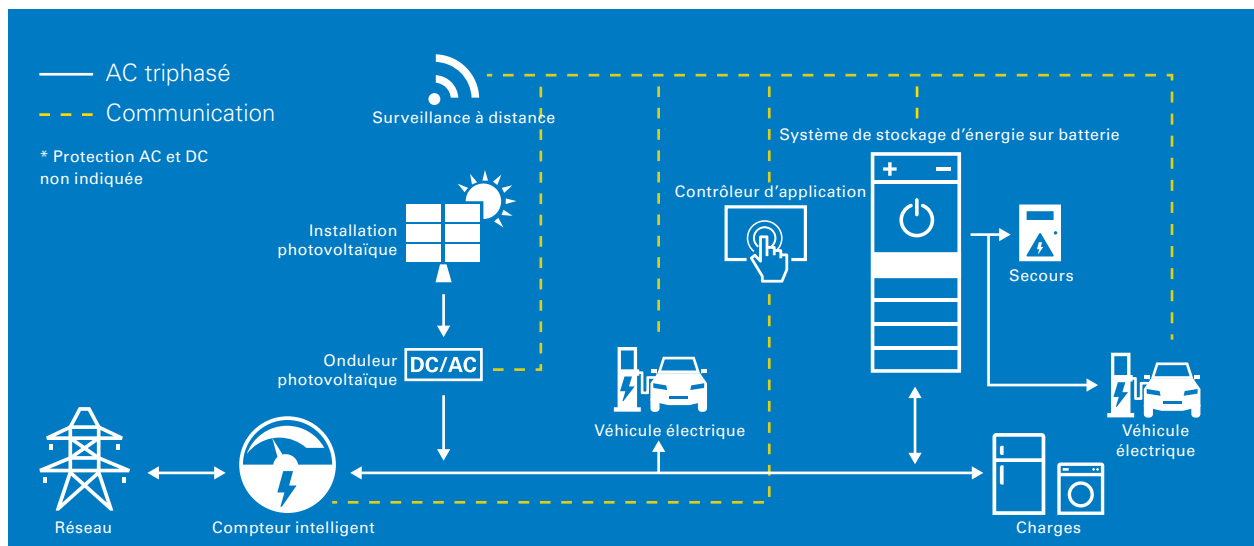 AC triphasé
Communication
* Protection AC et DC
non indiquée
Surveillance à distance
Système de stockage d'énergie sur batterie
+ −
Contrôleur d'application
Installation
photovoltaïque
Secours
Onduleur
photovoltaïque
DC/AC
Véhicule électrique
Véhicule
électrique
Réseau
Compteur intelligent
Charges